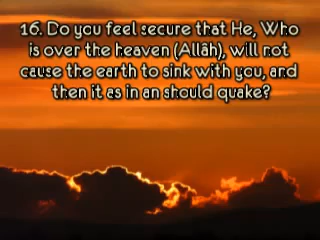 16. Do you feel secure that He, Who
is over the heaven (Allâh), will not
cause the earth to sink with you, and
then it as in an should quake?